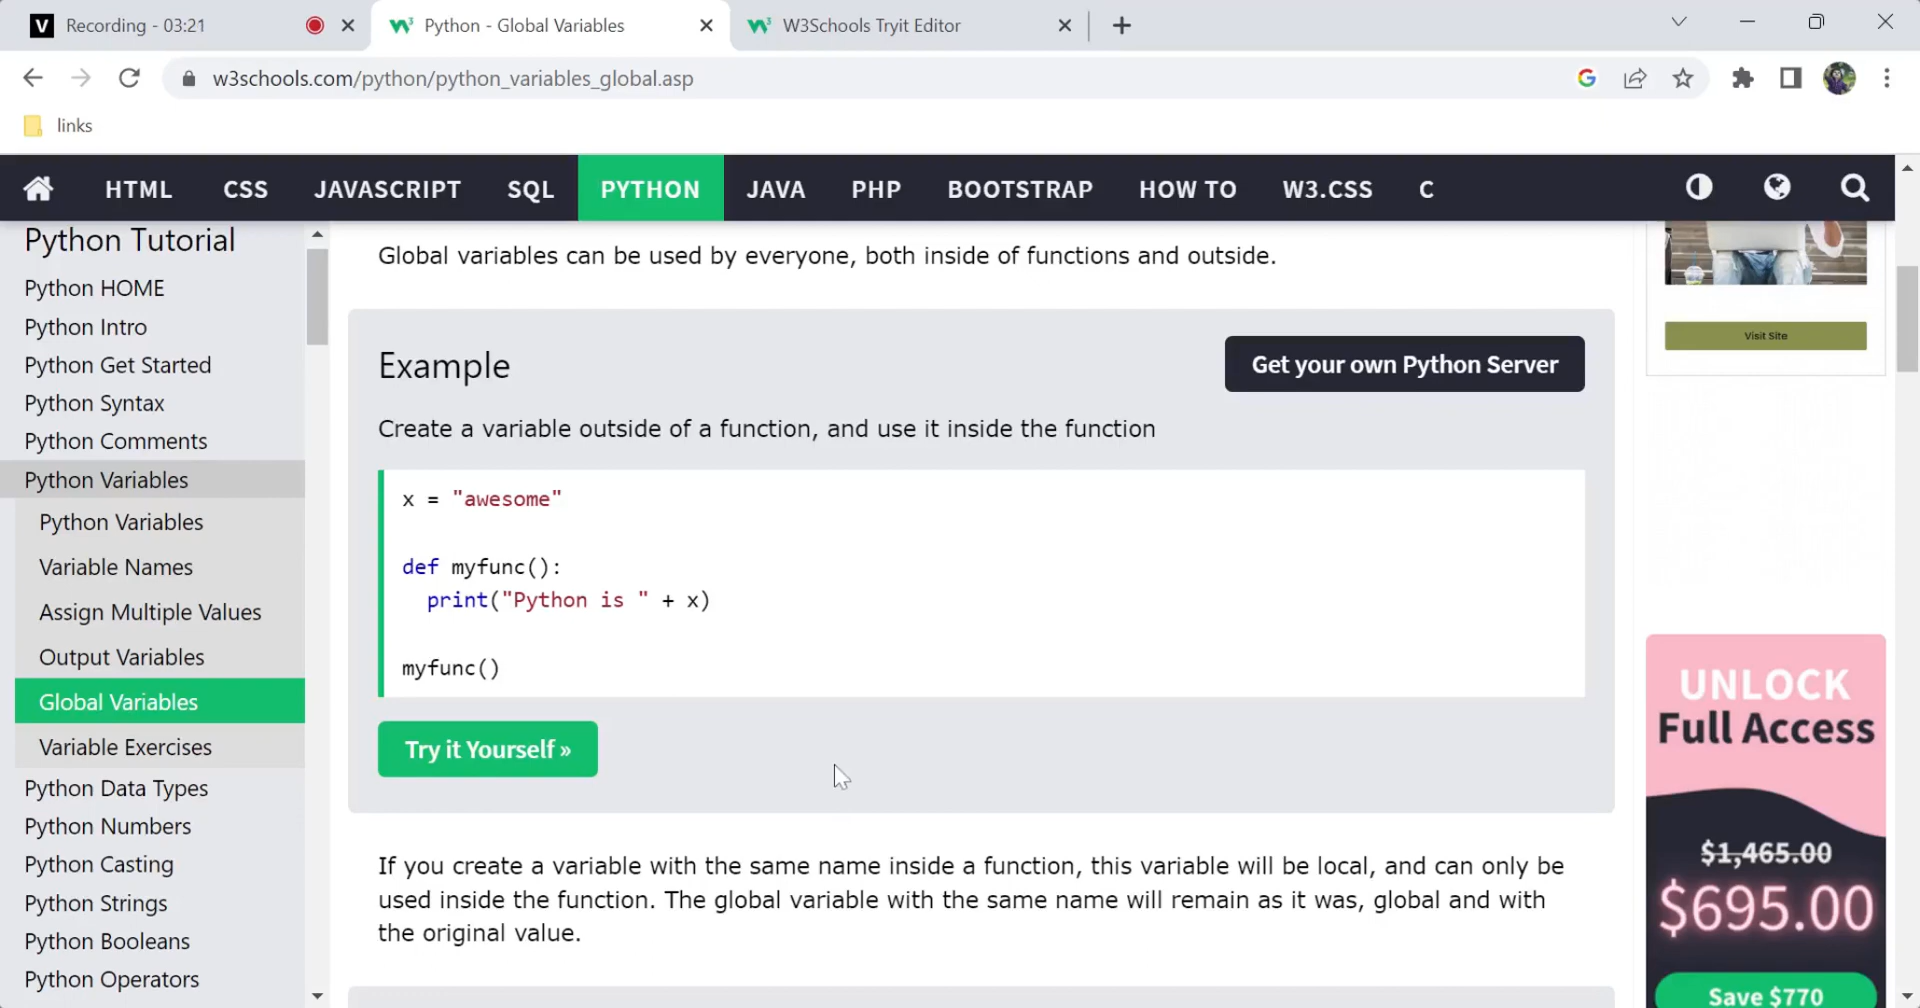 Recording - 03:21
Python - Global Variables
W3Schools Tryit Editor
w3schools.com/python/python_variables_global.asp
links
HTML CSS JAVASCRIPT SQL PYTHON JAVA PHP BOOTSTRAP HOW TO W3.CSS C
Python Tutorial
Python HOME
Python Intro
Python Get Started
Python Syntax
Python Comments
Python Variables
Python Variables
Variable Names
Assign Multiple Values
Output Variables
Global Variables
Variable Exercises
Python Data Types
Python Numbers
Python Casting
Python Strings
Python Booleans
Python Operators
Global variables can be used by everyone, both inside of functions and outside.
Example
Get your own Python Server
Create a variable outside of a function, and use it inside the function
x = "awesome"
def myfunc():
print("Python is " + x)
myfunc()
Try it Yourself »
If you create a variable with the same name inside a function, this variable will be local, and can only be
used inside the function. The global variable with the same name will remain as it was, global and with
the original value.
Visit Site
UNLOCK
Full Access
$1,465.00
$695.00
Save $770